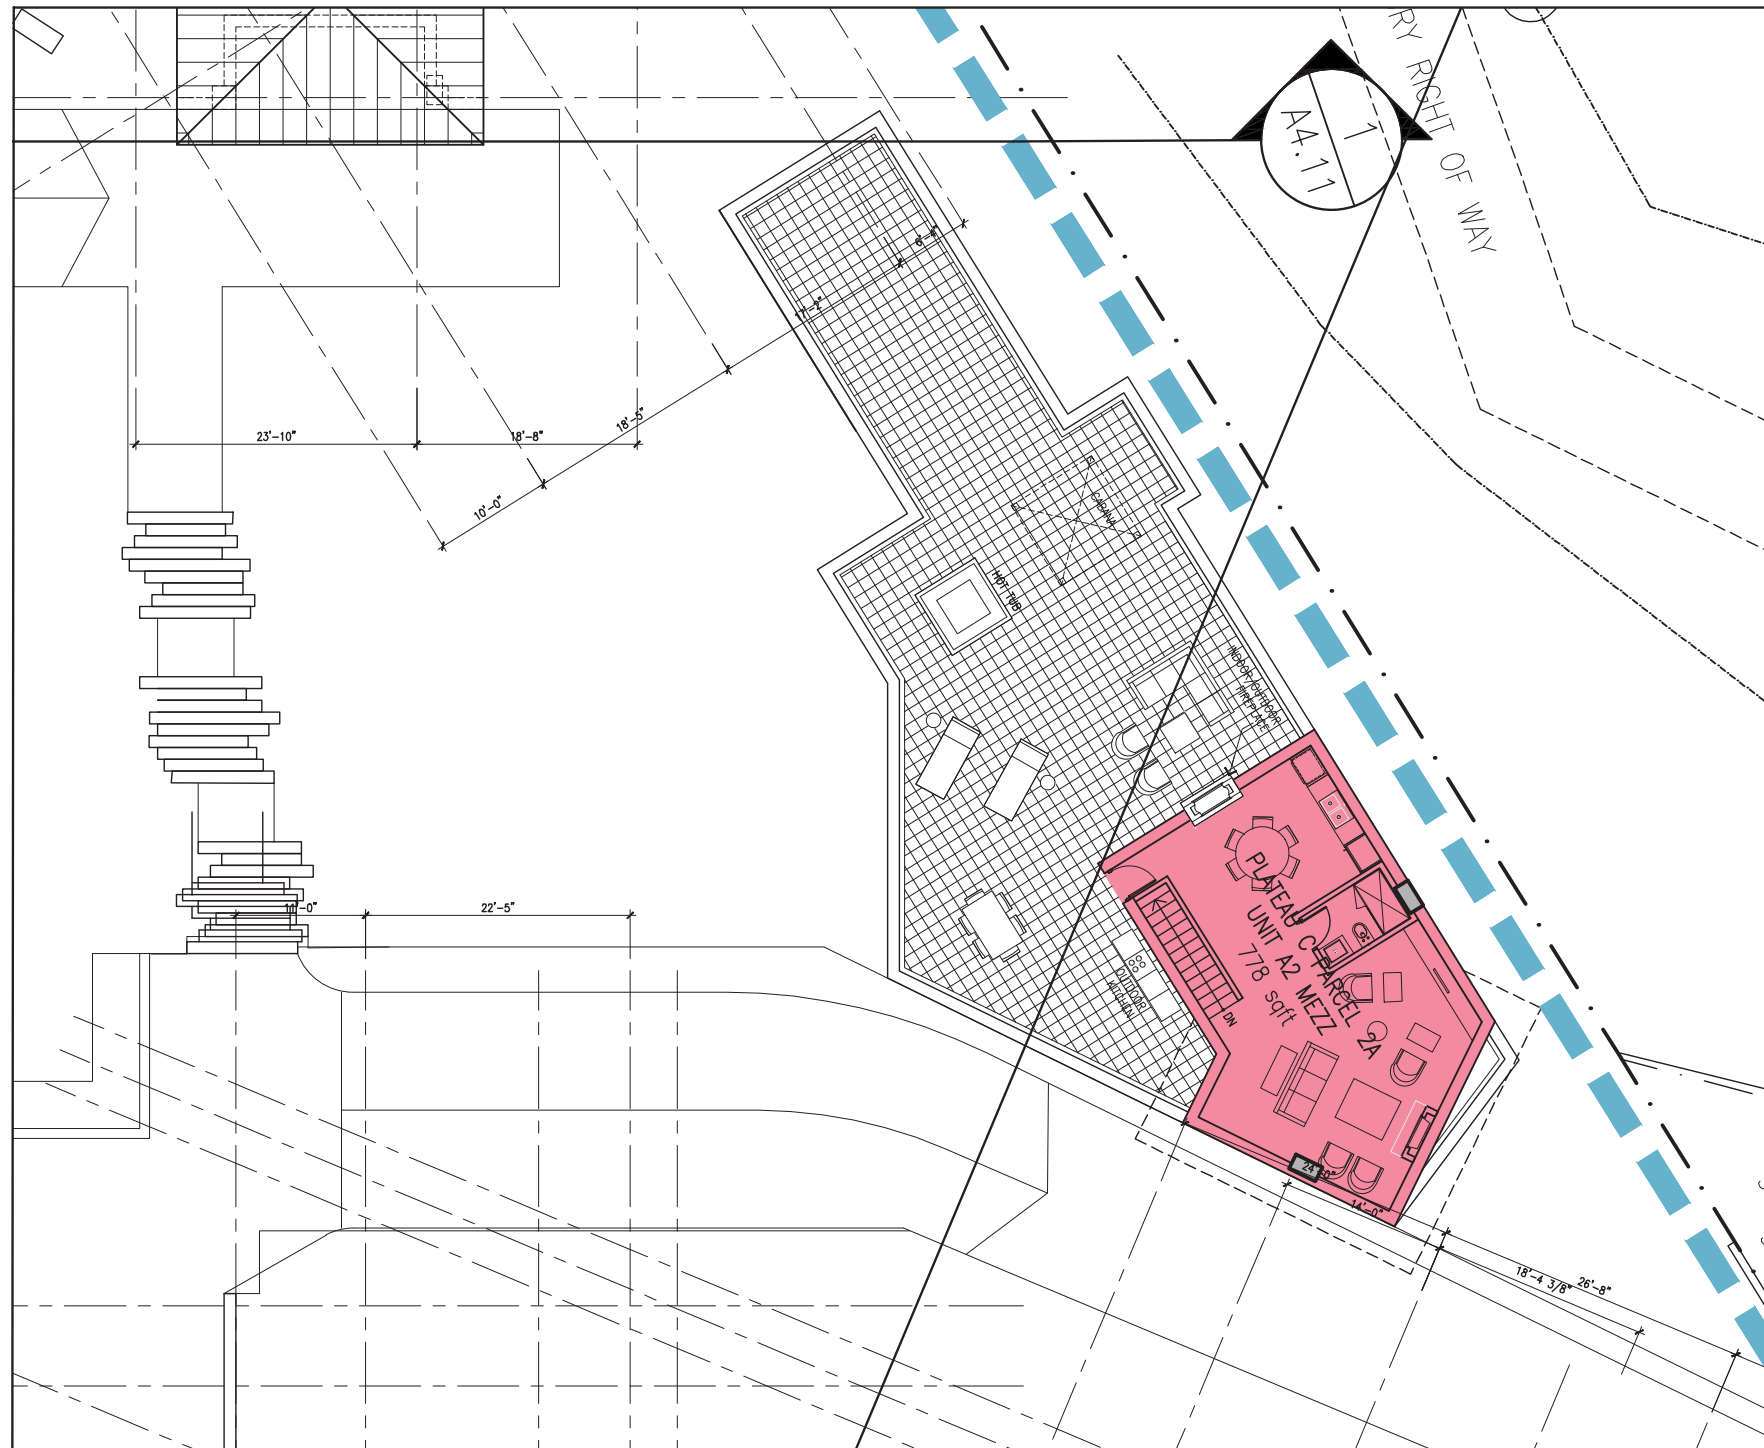 RY RIGHT OF WAY
1
A4.11
6'-4"
17'-2"
18'-5"
10'-0"
23'-10"
18'-8"
CABANA
HOT TUB
INDOOR/OUTDOOR
FIREPLACE
PLATEAU C PARCEL 2A
UNIT A2 MEZZ
778 sqft
DN
OUTDOOR
KITCHEN
11'-0"
22'-5"
24'-0"
14'-0"
18'-4 3/8"
26'-8"